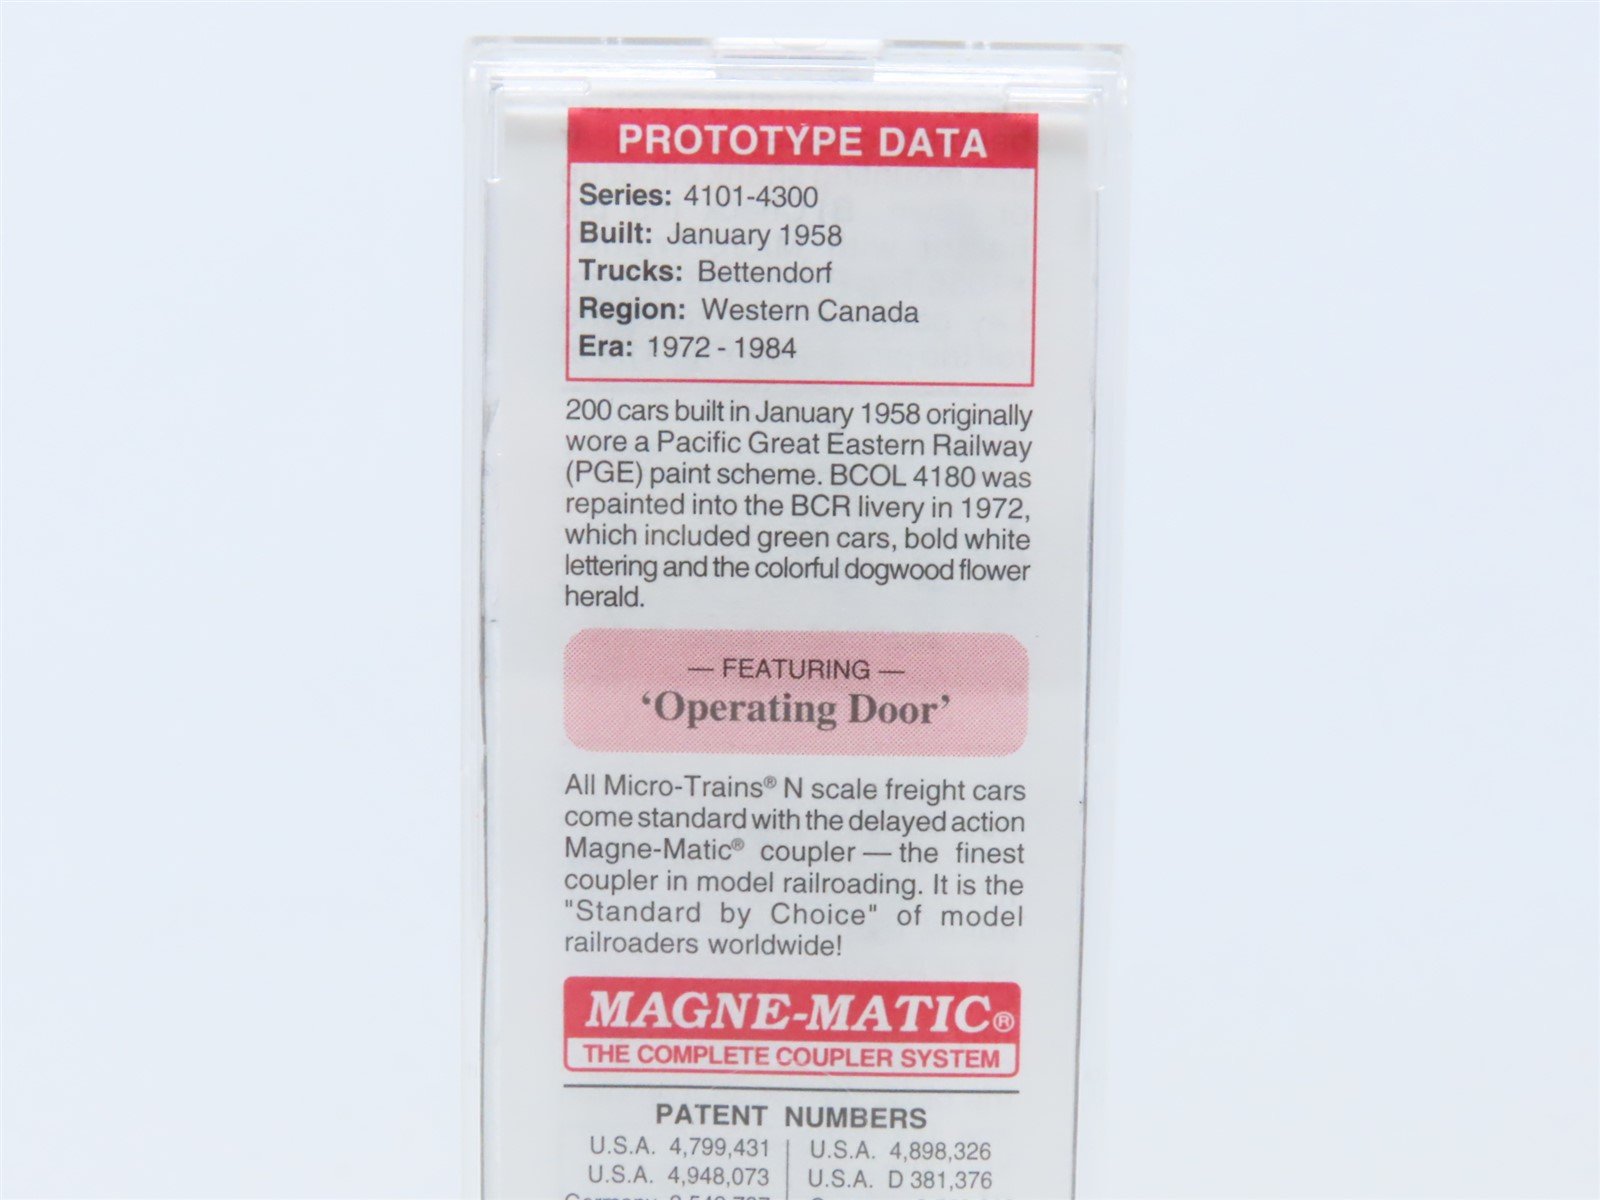 PROTOTYPE DATA
Series: 4101-4300
Built: January 1958
Trucks: Bettendorf
Region: Western Canada
Era: 1972 - 1984
200 cars built in January 1958 originally
wore a Pacific Great Eastern Railway
(PGE) paint scheme. BCOL 4180 was
repainted into the BCR livery in 1972,
which included green cars, bold white
lettering and the colorful dogwood flower
herald.
— FEATURING —
‘Operating Door’
All Micro-Trains® N scale freight cars
come standard with the delayed action
Magne-Matic® coupler — the finest
coupler in model railroading. It is the
"Standard by Choice" of model
railroaders worldwide!
MAGNE-MATIC®
THE COMPLETE COUPLER SYSTEM
PATENT NUMBERS
U.S.A. 4,799,431 | U.S.A. 4,898,326
U.S.A. 4,948,073 | U.S.A. D 381,376